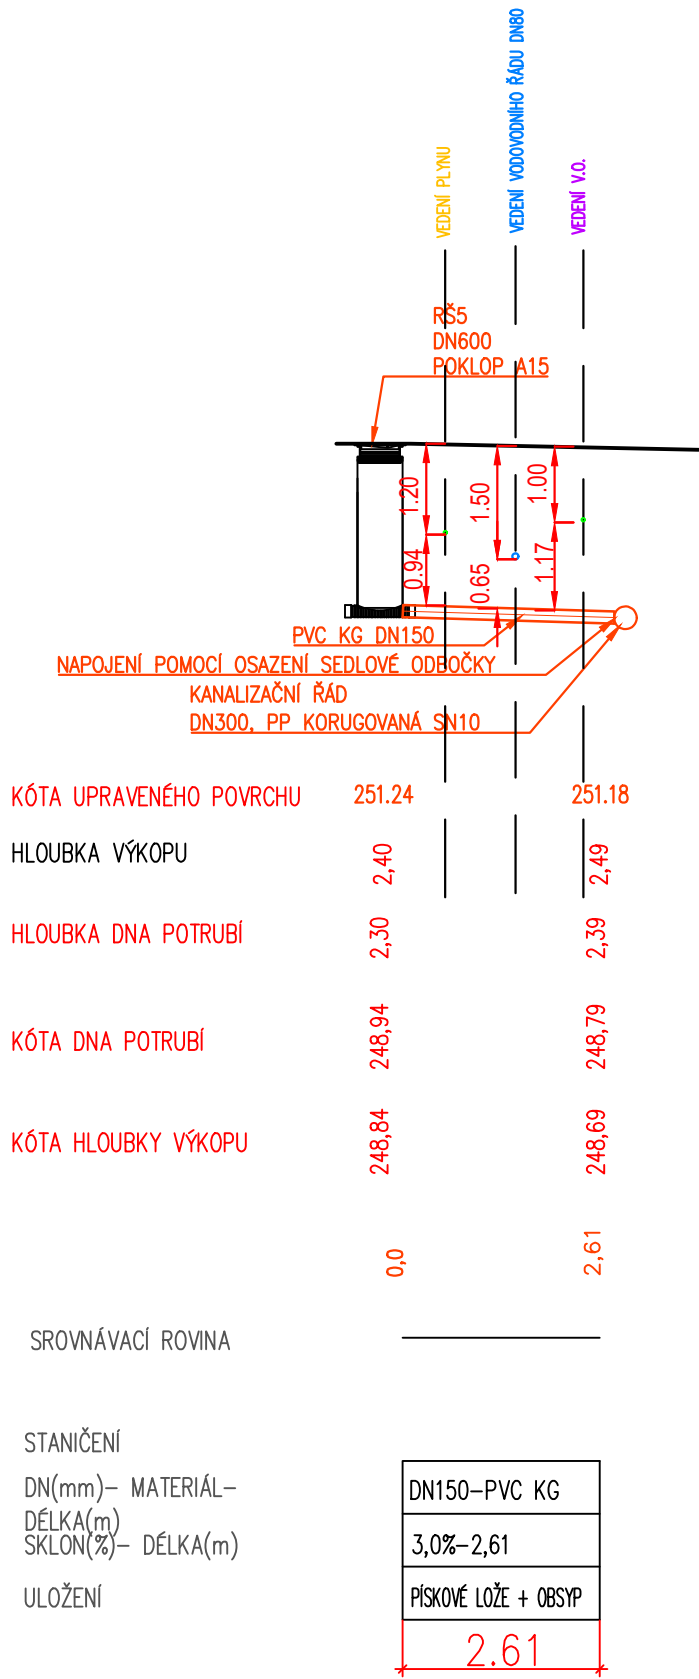 VEDENÍ PLYNU
VEDENÍ VODOVODNÍHO ŘÁDU DN80
VEDENÍ V.O.
RŠ5
DN600
POKLOP A15
1.20
1.50
1.00
0.94
0.65
1.17
PVC KG DN150
NAPOJENÍ POMOCÍ OSAZENÍ SEDLOVÉ ODBOČKY
KANALIZAČNÍ ŘÁD
DN300, PP KORUGOVANÁ SN10
KÓTA UPRAVENÉHO POVRCHU 251.24 251.18
HLOUBKA VÝKOPU 2,40 2,49
HLOUBKA DNA POTRUBÍ 2,30 2,39
KÓTA DNA POTRUBÍ 248,94 248,79
KÓTA HLOUBKY VÝKOPU 248,84 248,69
0,0 2,61
SROVNÁVACÍ ROVINA
STANIČENÍ
DN(mm)– MATERIÁL–
DÉLKA(m)
DN150–PVC KG
SKLON(%)– DÉLKA(m) 3,0%–2,61
ULOŽENÍ PÍSKOVÉ LOŽE + OBSYP
2.61